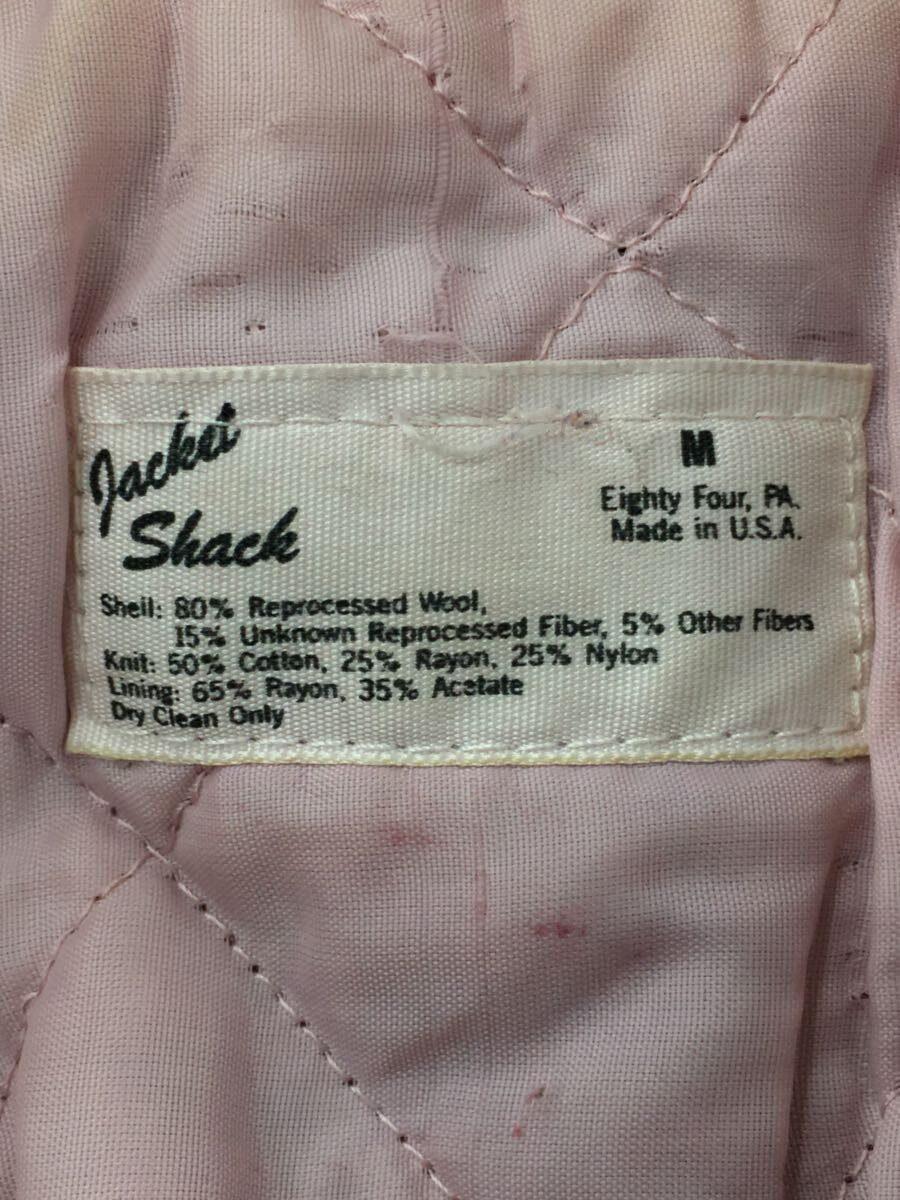 Jacket
Shack
M
Eighty Four, PA.
Made in U.S.A.
Shell: 80% Reprocessed Wool,
15% Unknown Reprocessed Fiber, 5% Other Fibers
Knit: 50% Cotton, 25% Rayon, 25% Nylon
Lining: 65% Rayon, 35% Acetate
Dry Clean Only